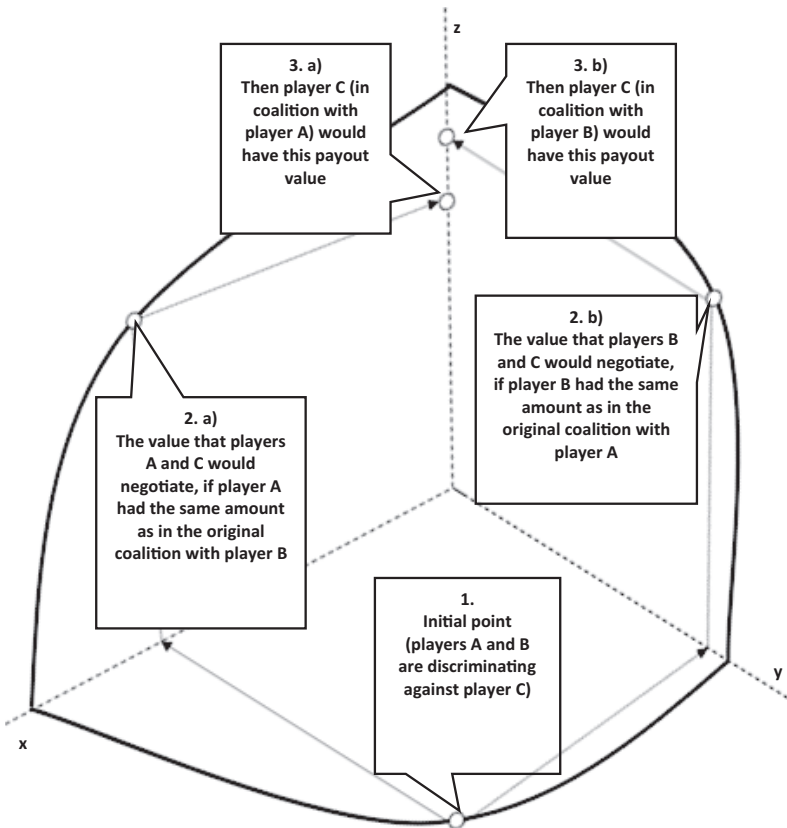 z
3. a)
Then player C (in
coalition with
player A) would
have this payout
value
3. b)
Then player C (in
coalition with
player B) would
have this payout
value
2. b)
The value that players B
and C would negotiate,
if player B had the same
amount as in the
original coalition with
player A
2. a)
The value that players
A and C would
negotiate, if player A
had the same amount
as in the original
coalition with player B
1.
Initial point
(players A and B
are discriminating
against player C)
y
x